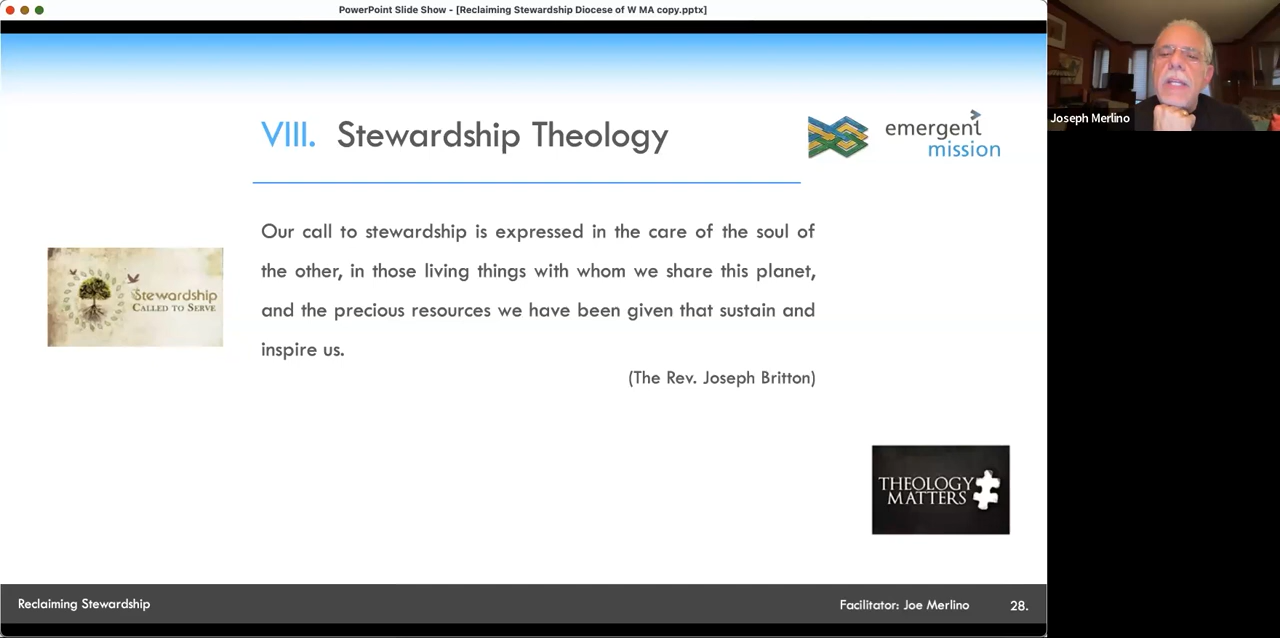 PowerPoint Slide Show - [Reclaiming Stewardship Diocese of W MA copy.pptx]
Joseph Merlino
VIII. Stewardship Theology
emergent
mission
Our call to stewardship is expressed in the care of the soul of
the other, in those living things with whom we share this planet,
and the precious resources we have been given that sustain and
inspire us.
(The Rev. Joseph Britton)
Stewardship
CALLED TO SERVE
THEOLOGY
MATTERS
Reclaiming Stewardship
Facilitator: Joe Merlino
28.